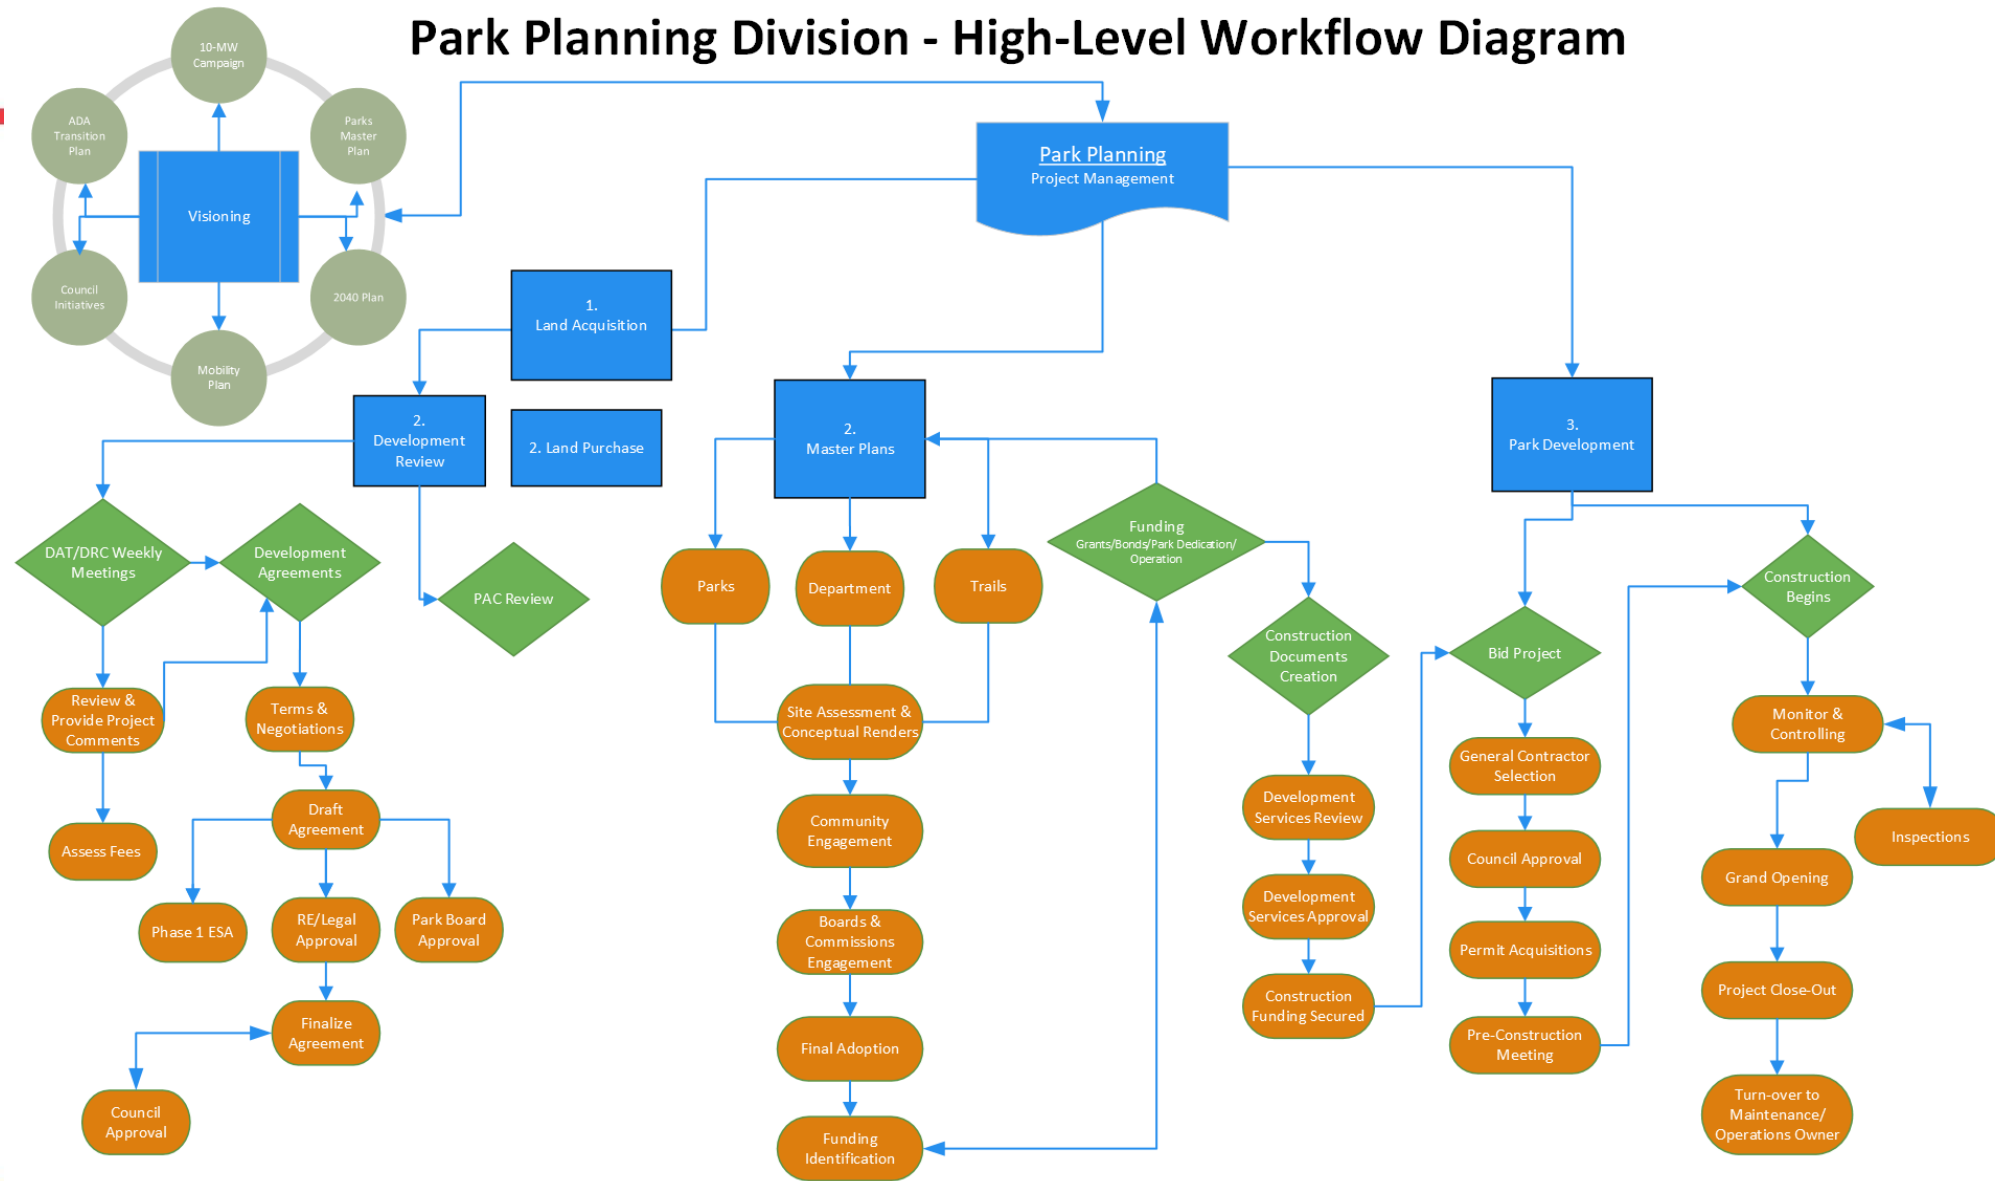 Park Planning Division - High-Level Workflow Diagram
10-MW
Campaign
ADA
Transition
Plan
Parks
Master
Plan
Visioning
Council
Initiatives
2040 Plan
Mobility
Plan
Park Planning
Project Management
1.
Land Acquisition
2.
Development
Review
2. Land Purchase
2.
Master Plans
3.
Park Development
DAT/DRC Weekly
Meetings
Development
Agreements
PAC Review
Review &
Provide Project
Comments
Terms &
Negotiations
Assess Fees
Draft
Agreement
Phase 1 ESA
RE/Legal
Approval
Park Board
Approval
Finalize
Agreement
Council
Approval
Parks
Department
Trails
Site Assessment &
Conceptual Renders
Community
Engagement
Boards &
Commissions
Engagement
Final Adoption
Funding
Identification
Funding
Grants/Bonds/Park Dedication/
Operation
Construction
Documents
Creation
Development
Services Review
Development
Services Approval
Construction
Funding Secured
Bid Project
General Contractor
Selection
Council Approval
Permit Acquisitions
Pre-Construction
Meeting
Construction
Begins
Monitor &
Controlling
Inspections
Grand Opening
Project Close-Out
Turn-over to
Maintenance/
Operations Owner